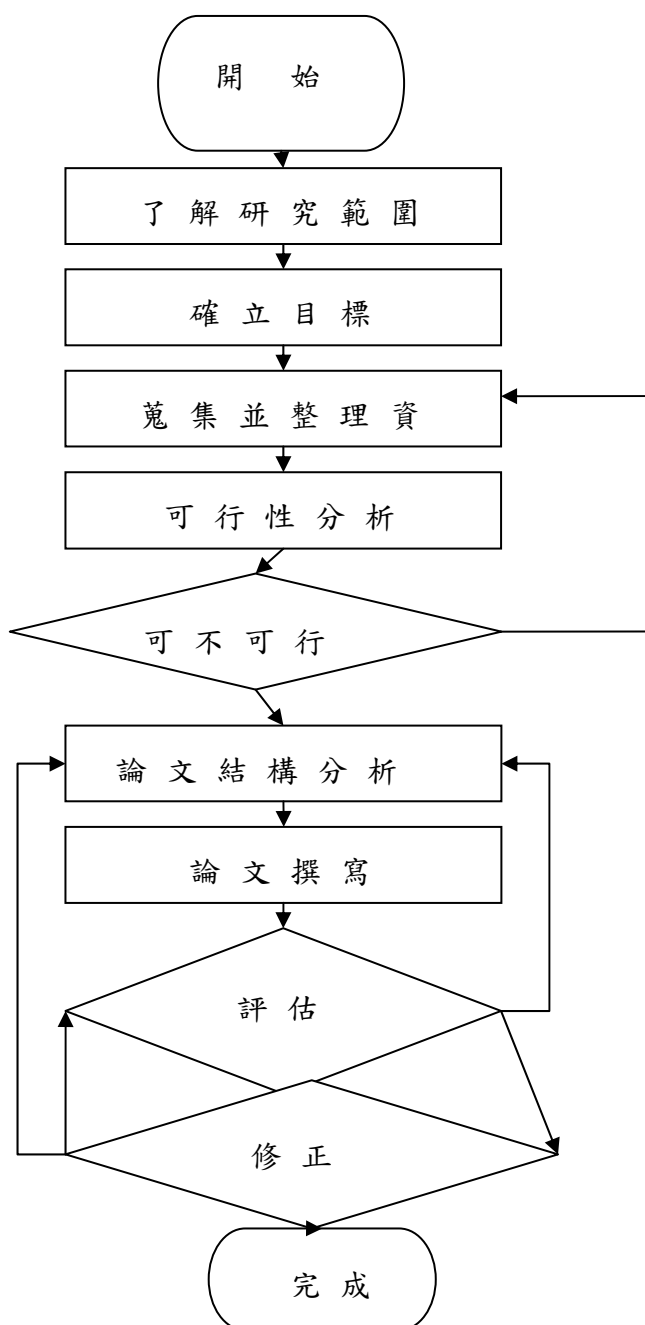 開 始
了解研究範圍
確立目標
蒐集並整理資
可行性分析
可不可行
論文結構分析
論文撰寫
評估
修正
完成